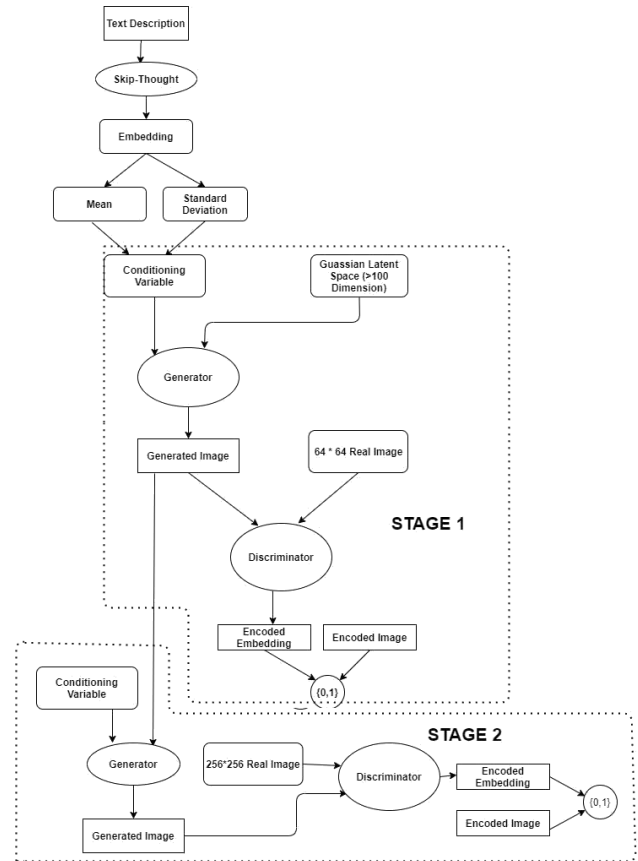 Text Description
Skip-Thought
Embedding
Mean
Standard
Deviation
Conditioning
Variable
Guassian Latent
Space (>100
Dimension)
Generator
Generated Image
64 * 64 Real Image
STAGE 1
Discriminator
Encoded
Embedding
Encoded Image
{0,1}
Conditioning
Variable
STAGE 2
Generator
256*256 Real Image
Discriminator
Encoded
Embedding
{0,1}
Generated Image
Encoded Image